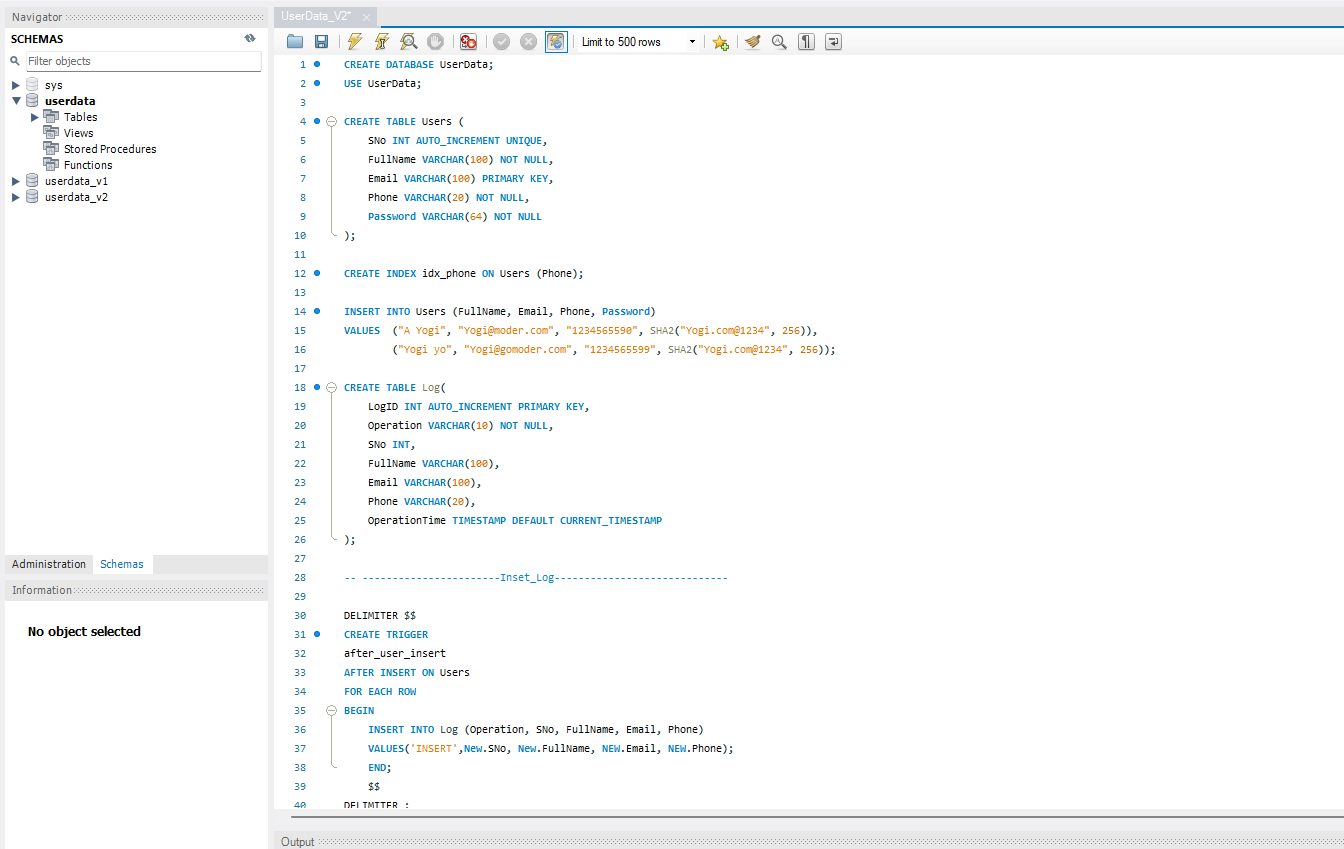 Navigator
SCHEMAS
Filter objects
sys
userdata
Tables
Views
Stored Procedures
Functions
userdata_v1
userdata_v2
Administration Schemas
Information
No object selected
UserData_V2*
Limit to 500 rows
1 CREATE DATABASE UserData;
2 USE UserData;
3
4 CREATE TABLE Users (
5 SNo INT AUTO_INCREMENT UNIQUE,
6 FullName VARCHAR(100) NOT NULL,
7 Email VARCHAR(100) PRIMARY KEY,
8 Phone VARCHAR(20) NOT NULL,
9 Password VARCHAR(64) NOT NULL
10 );
11
12 CREATE INDEX idx_phone ON Users (Phone);
13
14 INSERT INTO Users (FullName, Email, Phone, Password)
15 VALUES ("A Yogi", "Yogi@moder.com", "1234565590", SHA2("Yogi.com@1234", 256)),
16 ("Yogi yo", "Yogi@gomoder.com", "1234565599", SHA2("Yogi.com@1234", 256));
17
18 CREATE TABLE Log(
19 LogID INT AUTO_INCREMENT PRIMARY KEY,
20 Operation VARCHAR(10) NOT NULL,
21 SNo INT,
22 FullName VARCHAR(100),
23 Email VARCHAR(100),
24 Phone VARCHAR(20),
25 OperationTime TIMESTAMP DEFAULT CURRENT_TIMESTAMP
26 );
27
28 -- -----------------------Inset_Log-----------------------------
29
30 DELIMITER $$
31 CREATE TRIGGER
32 after_user_insert
33 AFTER INSERT ON Users
34 FOR EACH ROW
35 BEGIN
36 INSERT INTO Log (Operation, SNo, FullName, Email, Phone)
37 VALUES('INSERT',New.SNo, New.FullName, NEW.Email, NEW.Phone);
38 END;
39 $$
40 DELIMITER ;
Output